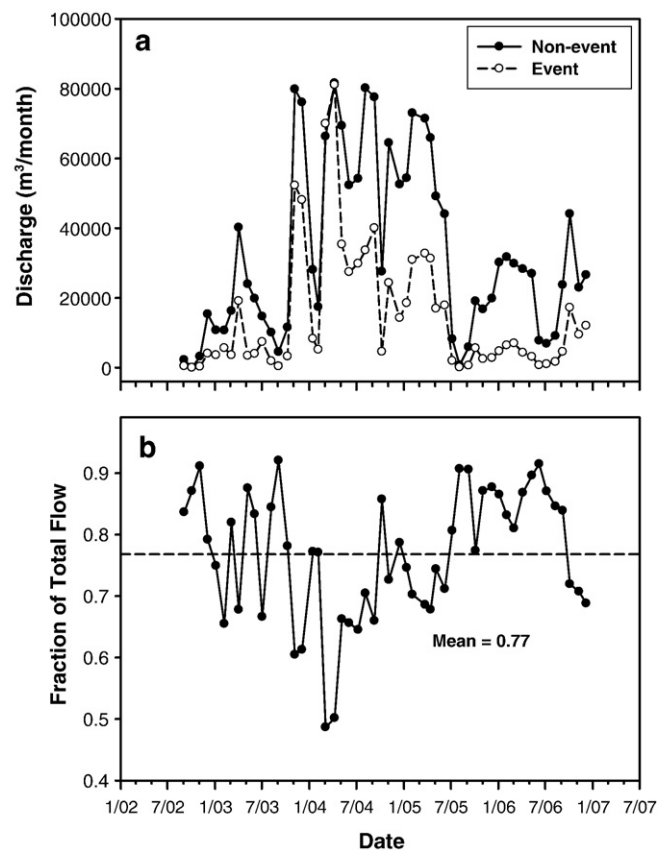 100000
80000
60000
40000
20000
0
Discharge (m³/month)
a
Non-event
Event
0.9
0.8
0.7
0.6
0.5
0.4
Fraction of Total Flow
b
Mean = 0.77
1/02 7/02 1/03 7/03 1/04 7/04 1/05 7/05 1/06 7/06 1/07 7/07
Date